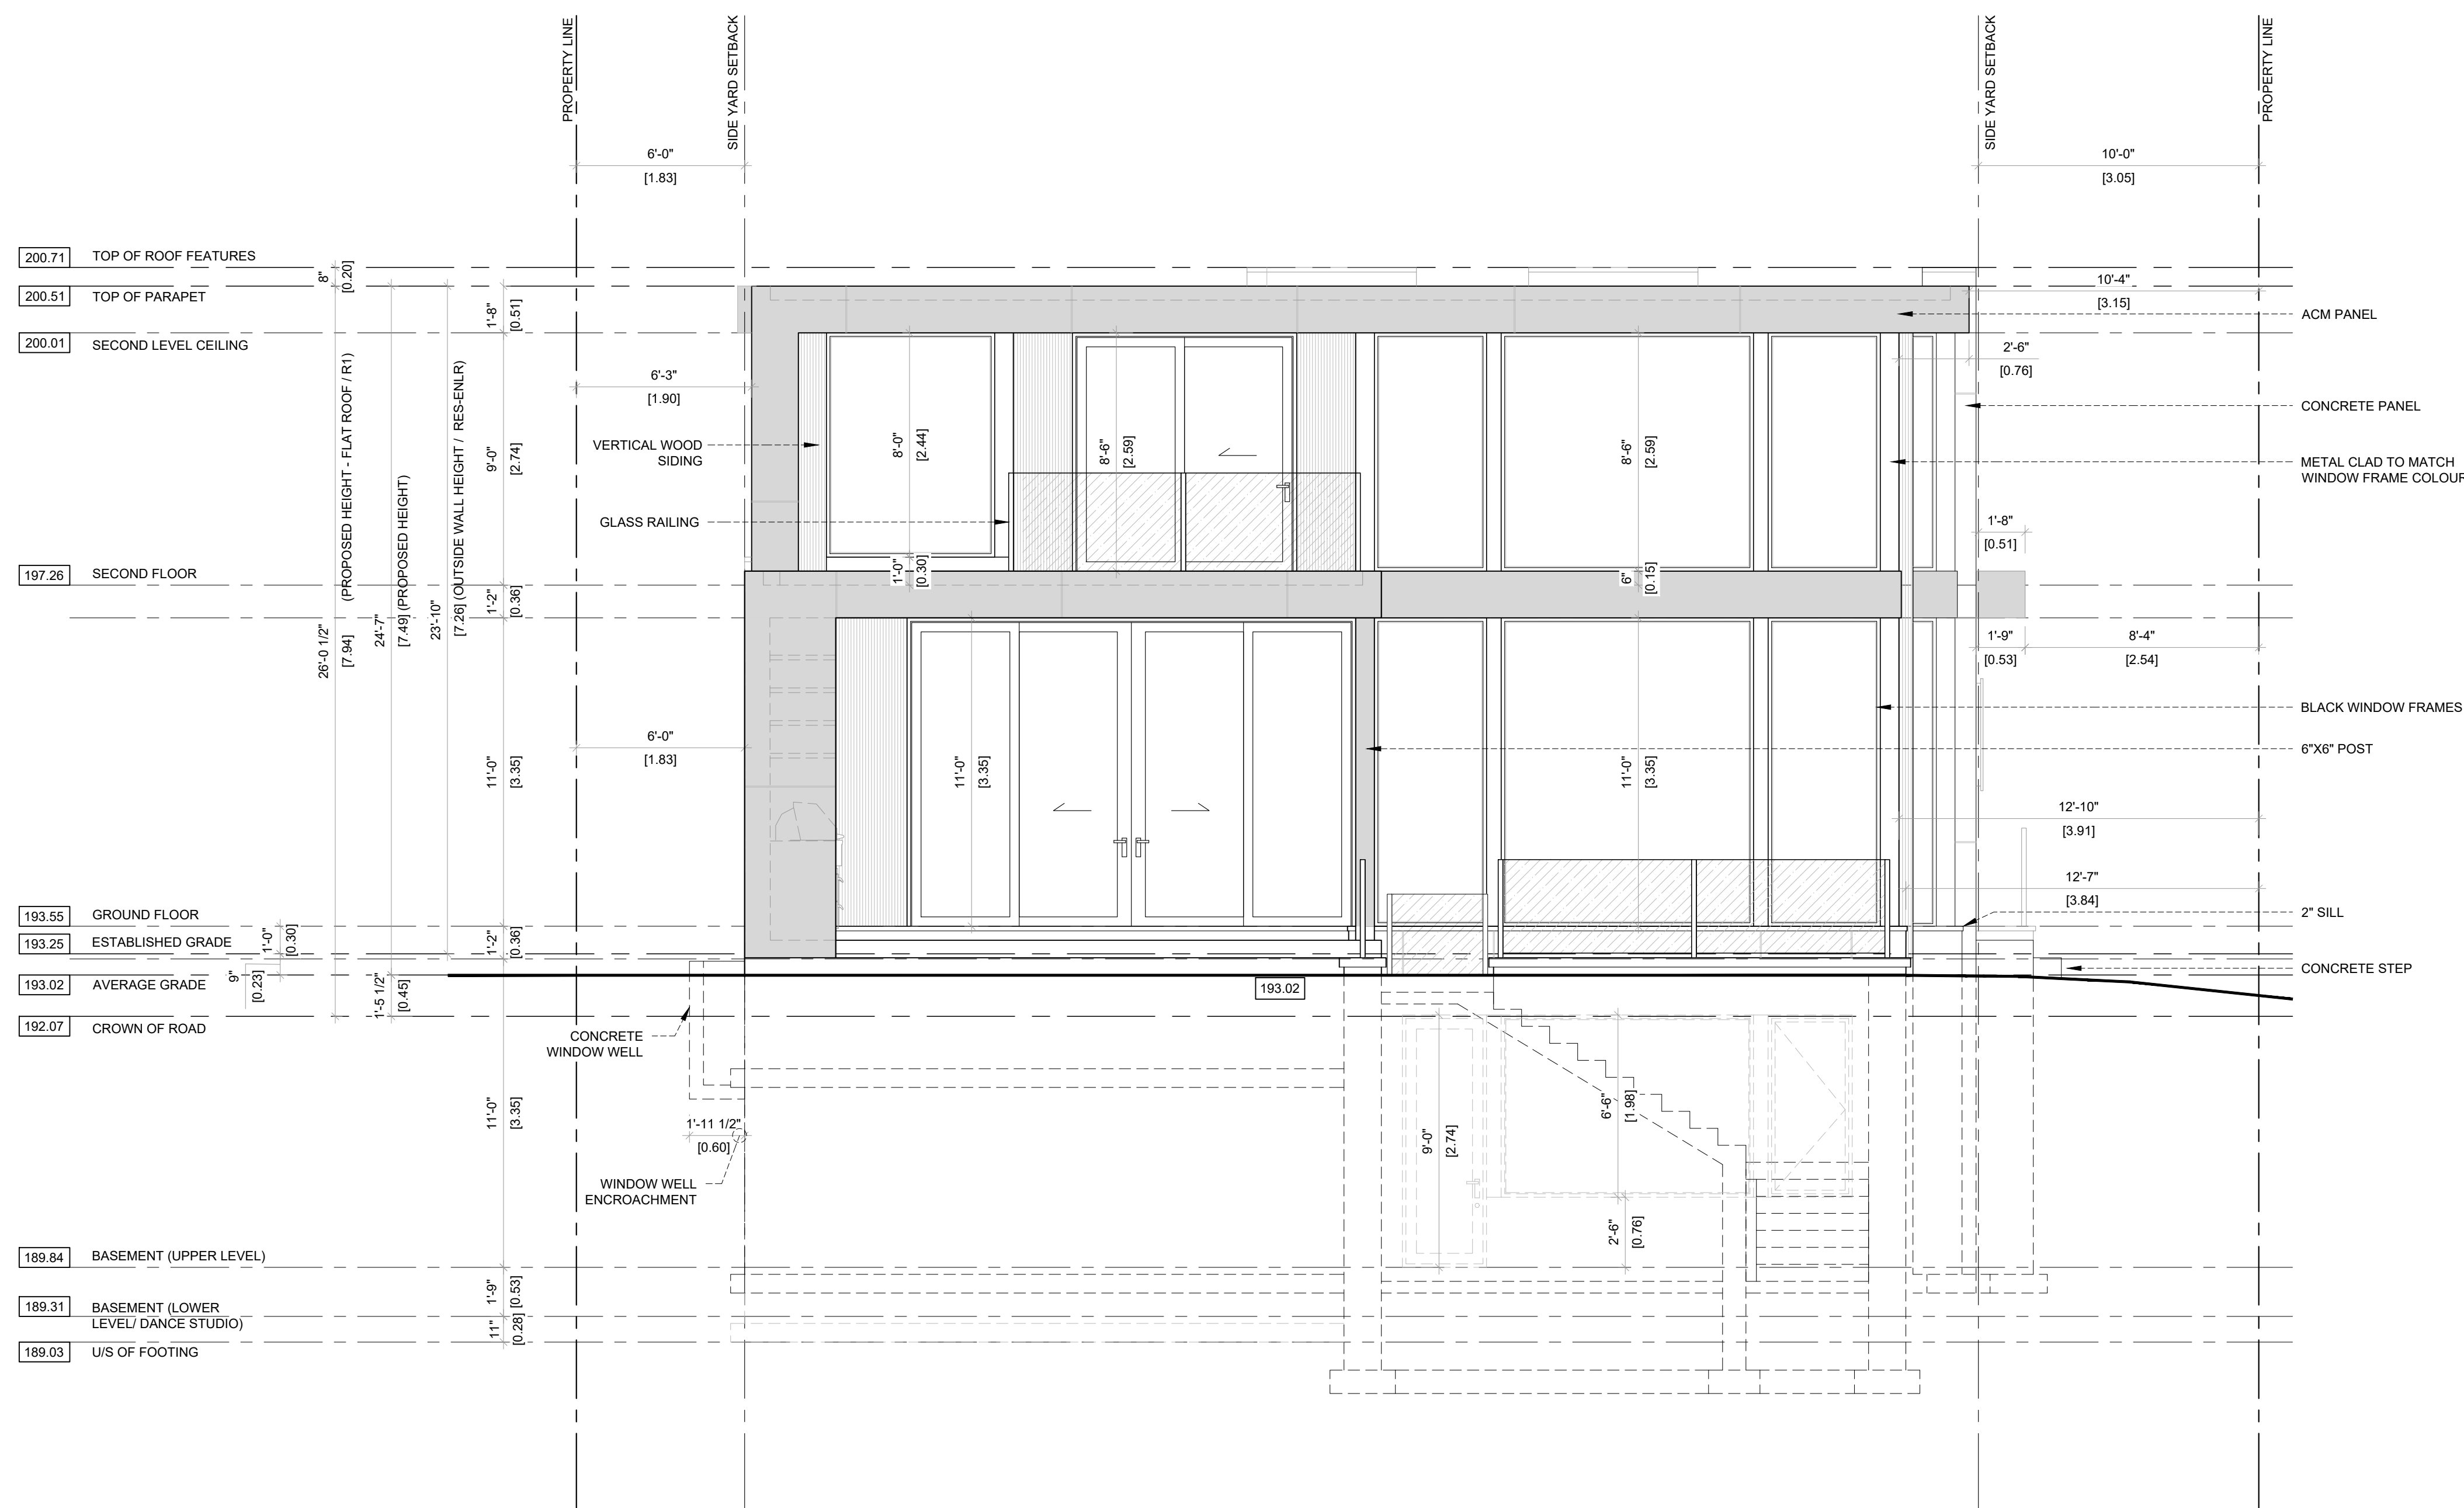 PROPERTY LINE
SIDE YARD SETBACK
SIDE YARD SETBACK
PROPERTY LINE
6'-0"
[1.83]
10'-0"
[3.05]
200.71 TOP OF ROOF FEATURES
8"
[0.20]
200.51 TOP OF PARAPET
1'-8"
[0.51]
10'-4"
[3.15]
ACM PANEL
200.01 SECOND LEVEL CEILING
2'-6"
[0.76]
6'-3"
[1.90]
CONCRETE PANEL
26'-0 1/2" (PROPOSED HEIGHT - FLAT ROOF / R1)
[7.94]
24'-7"
[7.49] (PROPOSED HEIGHT)
23'-10"
[7.26] (OUTSIDE WALL HEIGHT / RES-ENLR)
9'-0"
[2.74]
VERTICAL WOOD
SIDING
8'-0"
[2.44]
8'-6"
[2.59]
8'-6"
[2.59]
METAL CLAD TO MATCH
WINDOW FRAME COLOUR
GLASS RAILING
1'-8"
[0.51]
197.26 SECOND FLOOR
1'-0"
[0.30]
6"
[0.15]
1'-2"
[0.36]
1'-9"
[0.53]
8'-4"
[2.54]
BLACK WINDOW FRAMES
6'-0"
[1.83]
6"X6" POST
11'-0"
[3.35]
11'-0"
[3.35]
11'-0"
[3.35]
12'-10"
[3.91]
12'-7"
[3.84]
193.55 GROUND FLOOR
2" SILL
193.25 ESTABLISHED GRADE
1'-0"
[0.30]
1'-2"
[0.36]
CONCRETE STEP
193.02 AVERAGE GRADE
9"
[0.23]
1'-5 1/2"
[0.45]
193.02
192.07 CROWN OF ROAD
CONCRETE
WINDOW WELL
11'-0"
[3.35]
1'-11 1/2"
[0.60]
6'-6"
[1.98]
9'-0"
[2.74]
WINDOW WELL
ENCROACHMENT
2'-6"
[0.76]
189.84 BASEMENT (UPPER LEVEL)
1'-9"
[0.53]
189.31 BASEMENT (LOWER
LEVEL/ DANCE STUDIO)
11"
[0.28]
189.03 U/S OF FOOTING